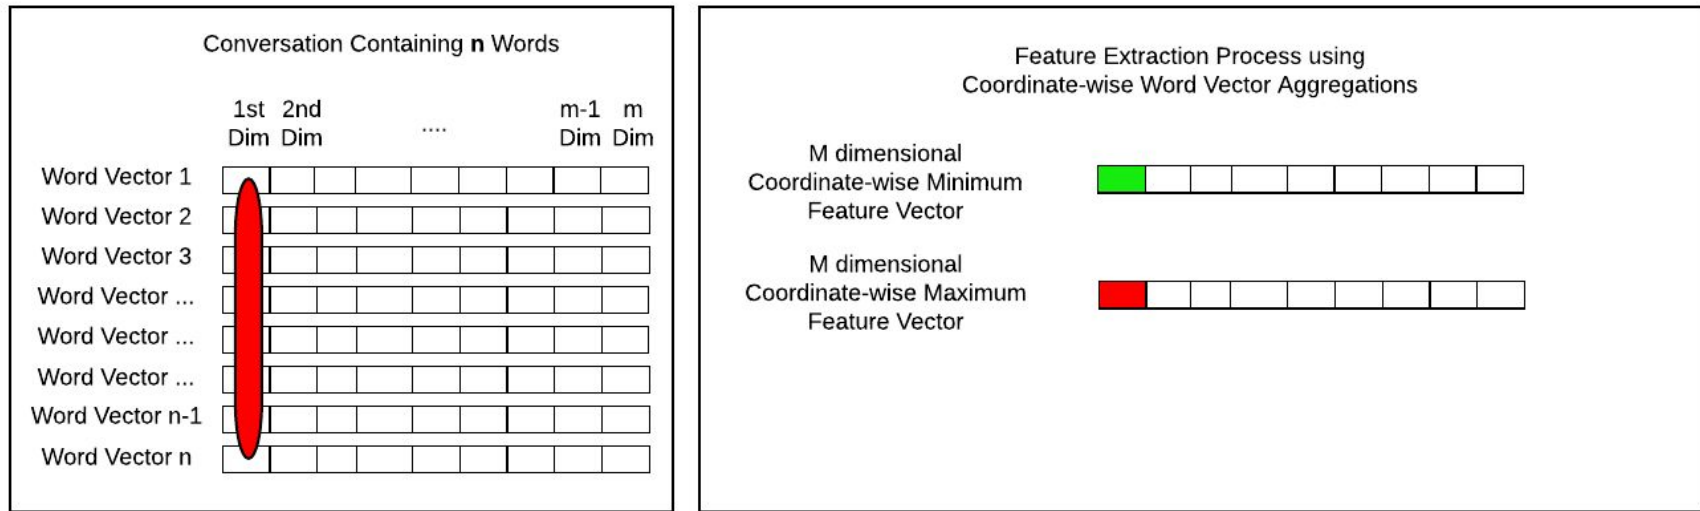 Conversation Containing n Words
1st 2nd m-1 m
Dim Dim .... Dim Dim
Word Vector 1
Word Vector 2
Word Vector 3
Word Vector ...
Word Vector ...
Word Vector ...
Word Vector n-1
Word Vector n
Feature Extraction Process using
Coordinate-wise Word Vector Aggregations
M dimensional
Coordinate-wise Minimum
Feature Vector
M dimensional
Coordinate-wise Maximum
Feature Vector